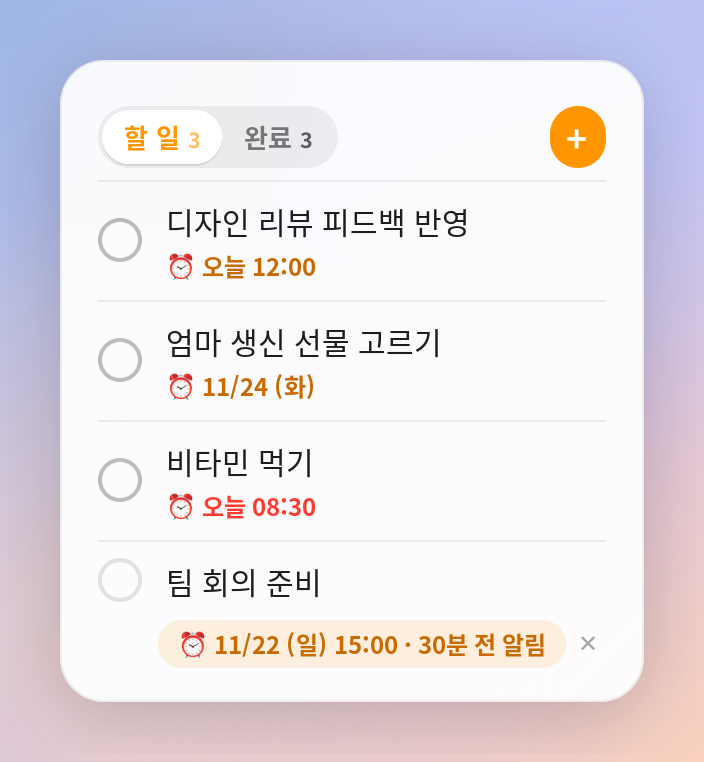 할 일 3 완료 3 +
디자인 리뷰 피드백 반영
⏰ 오늘 12:00
엄마 생신 선물 고르기
⏰ 11/24 (화)
비타민 먹기
⏰ 오늘 08:30
팀 회의 준비
⏰ 11/22 (일) 15:00 · 30분 전 알림 ✕